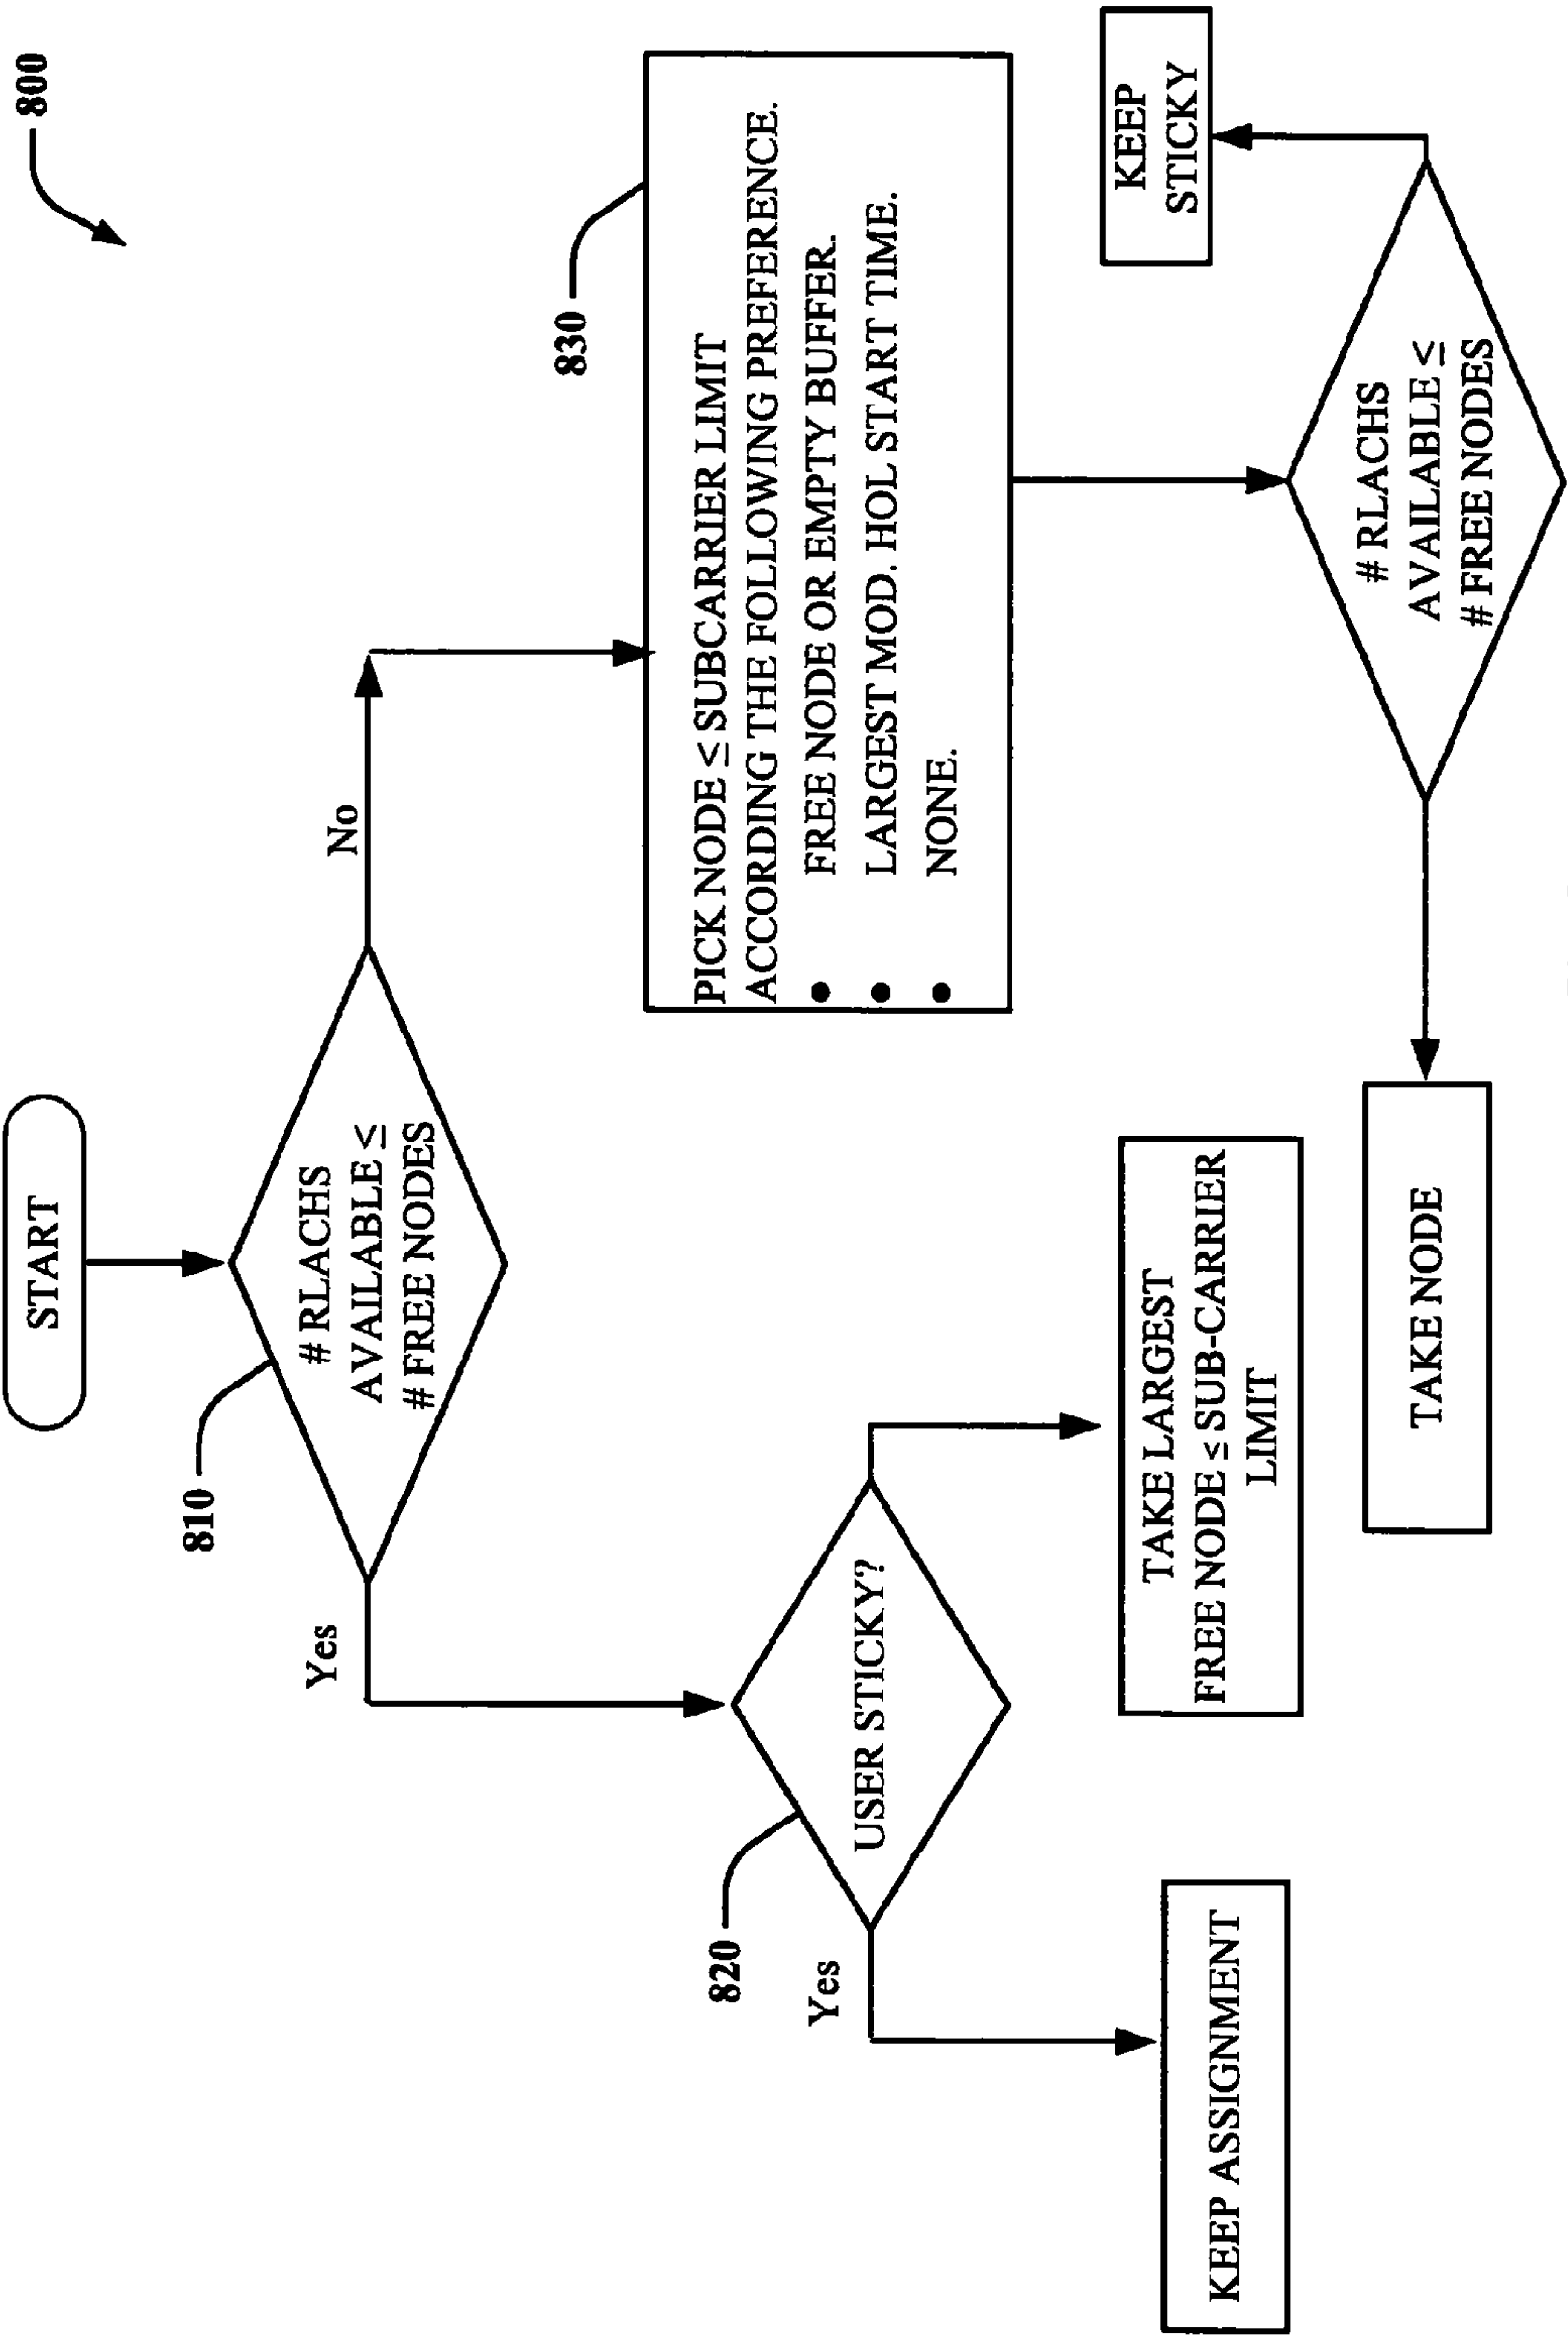 800
START
810
# RLACHS
AVAILABLE ≤
# FREE NODES
Yes
No
820
USER STICKY?
Yes
KEEP ASSIGNMENT
TAKE LARGEST
FREE NODE ≤ SUB-CARRIER
LIMIT
830
PICK NODE ≤ SUBCARRIER LIMIT
ACCORDING THE FOLLOWING PREFERENCE.
• FREE NODE OR EMPTY BUFFER.
• LARGEST MOD. HOL START TIME.
• NONE.
# RLACHS
AVAILABLE ≤
# FREE NODES
TAKE NODE
KEEP
STICKY